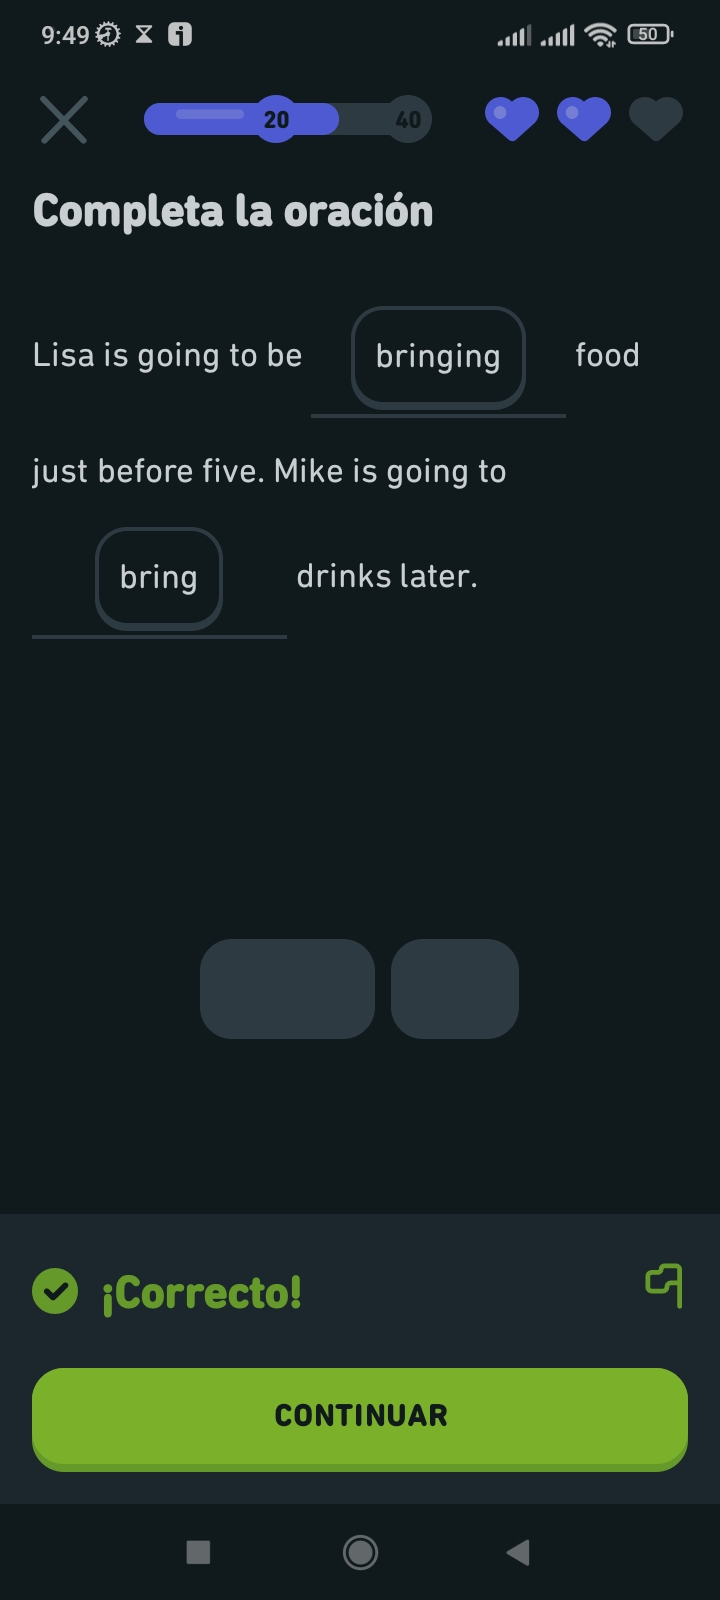 9:49
50
20
40
Completa la oración
Lisa is going to be bringing food
just before five. Mike is going to
bring drinks later.
¡Correcto!
CONTINUAR